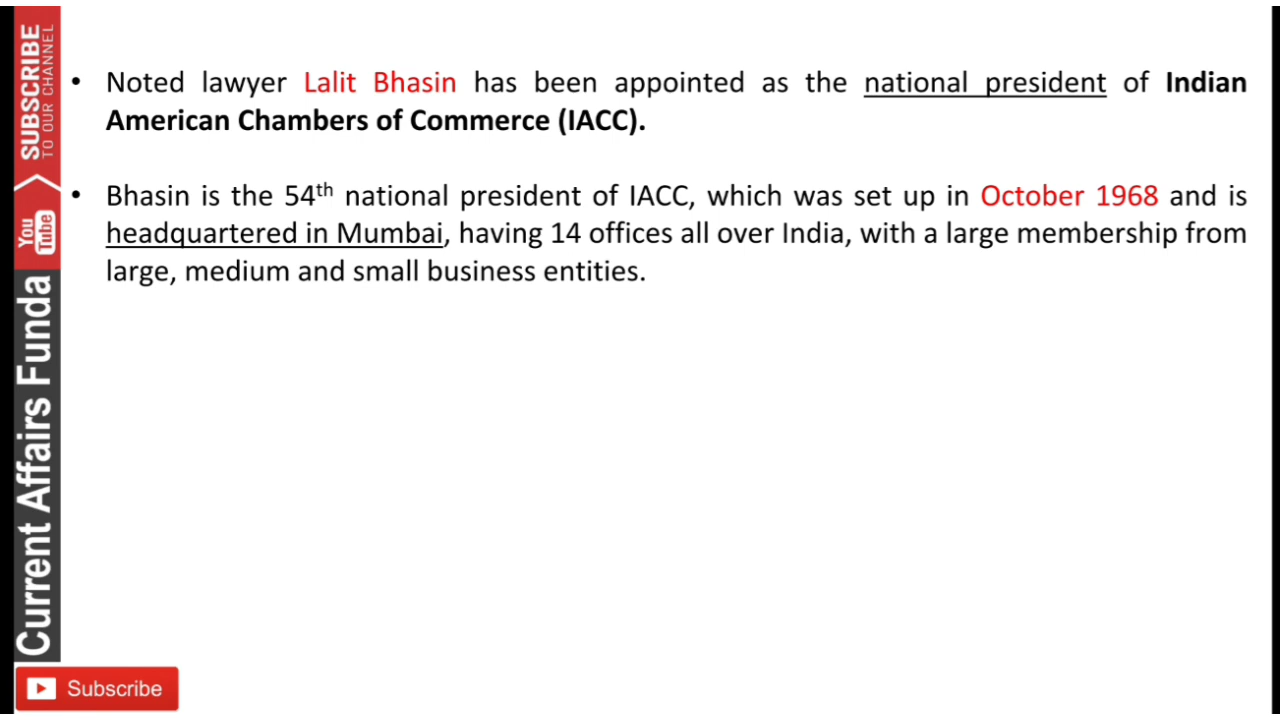 SUBSCRIBE
TO OUR CHANNEL
You Tube
Current Affairs Funda
• Noted lawyer Lalit Bhasin has been appointed as the national president of Indian
American Chambers of Commerce (IACC).
• Bhasin is the 54th national president of IACC, which was set up in October 1968 and is
headquartered in Mumbai, having 14 offices all over India, with a large membership from
large, medium and small business entities.
Subscribe